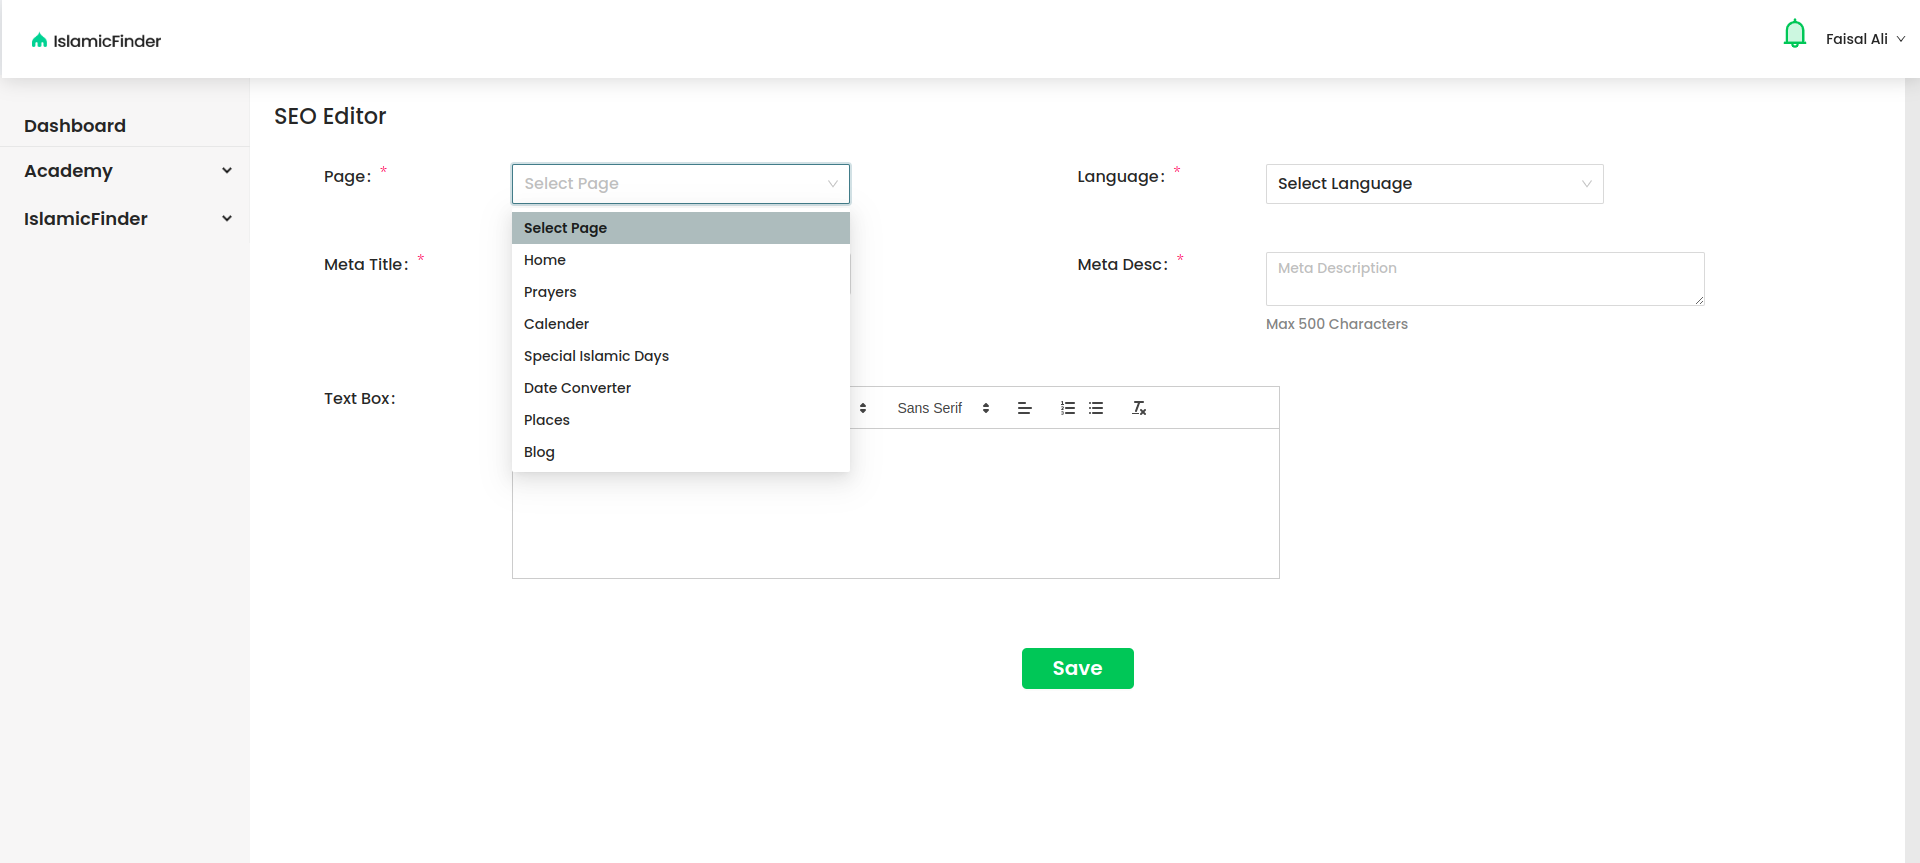 IslamicFinder
Faisal Ali
Dashboard
Academy
IslamicFinder
SEO Editor
Page: *
Select Page
Language: *
Select Language
Select Page
Home
Prayers
Calender
Special Islamic Days
Date Converter
Places
Blog
Meta Title: *
Meta Desc: *
Meta Description
Max 500 Characters
Text Box:
Sans Serif
Save